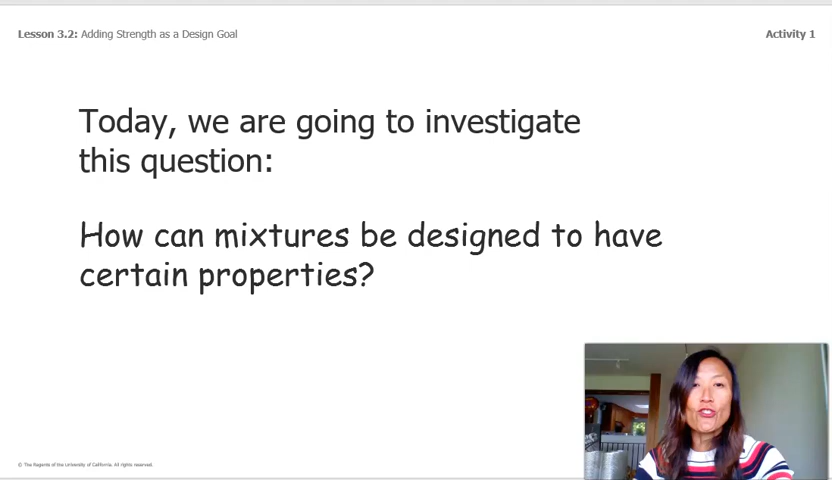 Lesson 3.2: Adding Strength as a Design Goal
Activity 1
Today, we are going to investigate
this question:
How can mixtures be designed to have
certain properties?
© The Regents of the University of California. All rights reserved.